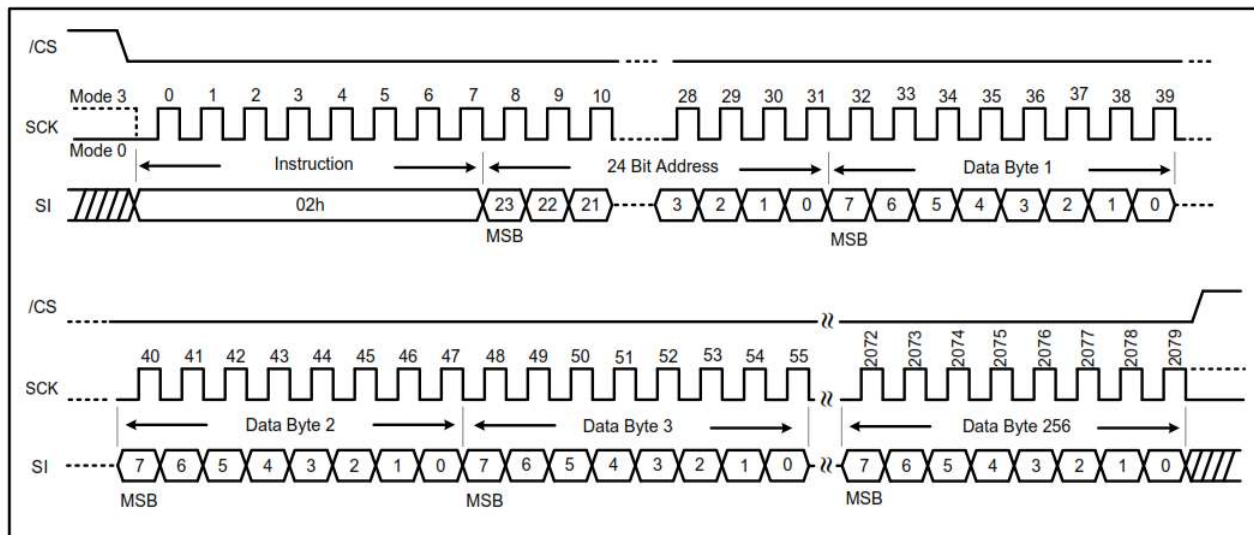 /CS
Mode 3 0 1 2 3 4 5 6 7 8 9 10 28 29 30 31 32 33 34 35 36 37 38 39
SCK
Mode 0
Instruction 24 Bit Address Data Byte 1
SI 02h 23 22 21 3 2 1 0 7 6 5 4 3 2 1 0
MSB MSB
/CS
40 41 42 43 44 45 46 47 48 49 50 51 52 53 54 55 2072 2073 2074 2075 2076 2077 2078 2079
SCK
Data Byte 2 Data Byte 3 Data Byte 256
SI 7 6 5 4 3 2 1 0 7 6 5 4 3 2 1 0 7 6 5 4 3 2 1 0
MSB MSB MSB